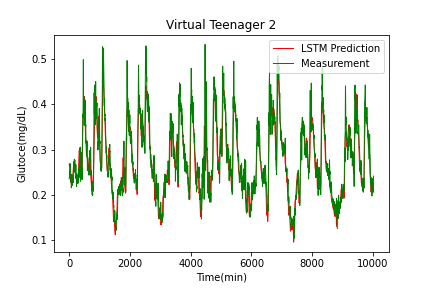 Virtual Teenager 2
LSTM Prediction
Measurement
Glutoce(mg/dL)
0.5
0.4
0.3
0.2
0.1
0
2000
4000
6000
8000
10000
Time(min)